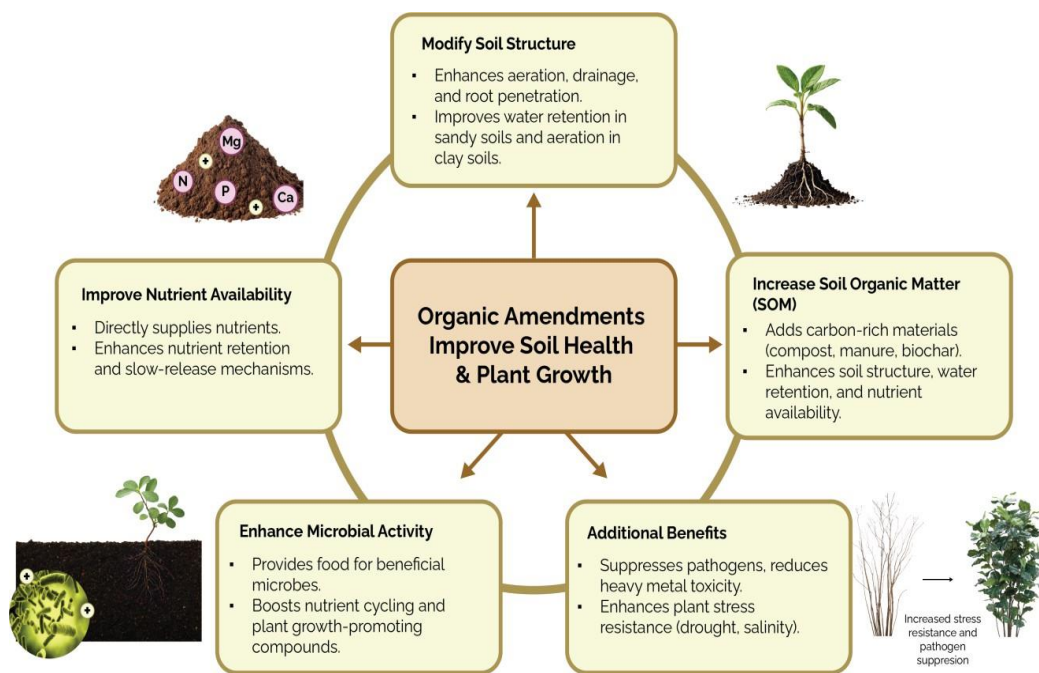 Modify Soil Structure
▪ Enhances aeration, drainage,
and root penetration.
▪ Improves water retention in
sandy soils and aeration in
clay soils.
Mg
+
N
P
+
Ca
Improve Nutrient Availability
▪ Directly supplies nutrients.
▪ Enhances nutrient retention
and slow-release mechanisms.
Organic Amendments
Improve Soil Health
& Plant Growth
Increase Soil Organic Matter
(SOM)
▪ Adds carbon-rich materials
(compost, manure, biochar).
▪ Enhances soil structure, water
retention, and nutrient
availability.
+
+
Enhance Microbial Activity
▪ Provides food for beneficial
microbes.
▪ Boosts nutrient cycling and
plant growth-promoting
compounds.
Additional Benefits
▪ Suppresses pathogens, reduces
heavy metal toxicity.
▪ Enhances plant stress
resistance (drought, salinity).
Increased stress
resistance and
pathogen
suppresion